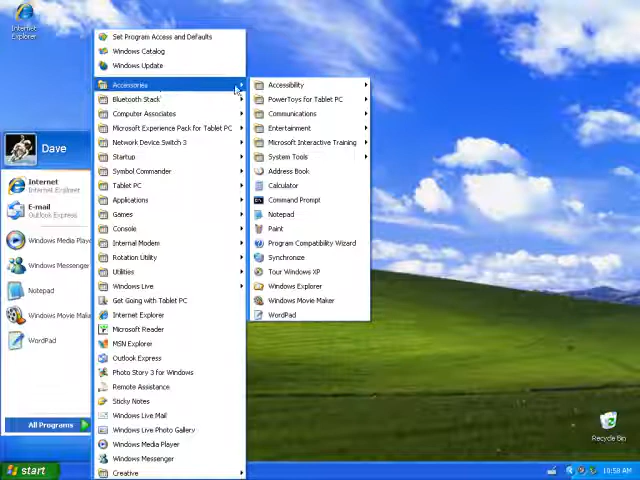 Internet
Explorer
Dave
Internet
Internet Explorer
E-mail
Outlook Express
Windows Media Playe
Windows Messenger
Notepad
Windows Movie Make
WordPad
All Programs
Set Program Access and Defaults
Windows Catalog
Windows Update
Accessories
Bluetooth Stack
Computer Associates
Microsoft Experience Pack for Tablet PC
Network Device Switch 3
Startup
Symbol Commander
Tablet PC
Applications
Games
Console
Internal Modem
Rotation Utility
Utilities
Windows Live
Get Going with Tablet PC
Internet Explorer
Microsoft Reader
MSN Explorer
Outlook Express
Photo Story 3 for Windows
Remote Assistance
Sticky Notes
Windows Live Mail
Windows Live Photo Gallery
Windows Media Player
Windows Messenger
Creative
Accessibility
PowerToys for Tablet PC
Communications
Entertainment
Microsoft Interactive Training
System Tools
Address Book
Calculator
Command Prompt
Notepad
Paint
Program Compatibility Wizard
Synchronize
Tour Windows XP
Windows Explorer
Windows Movie Maker
WordPad
Recycle Bin
start
10:58 AM